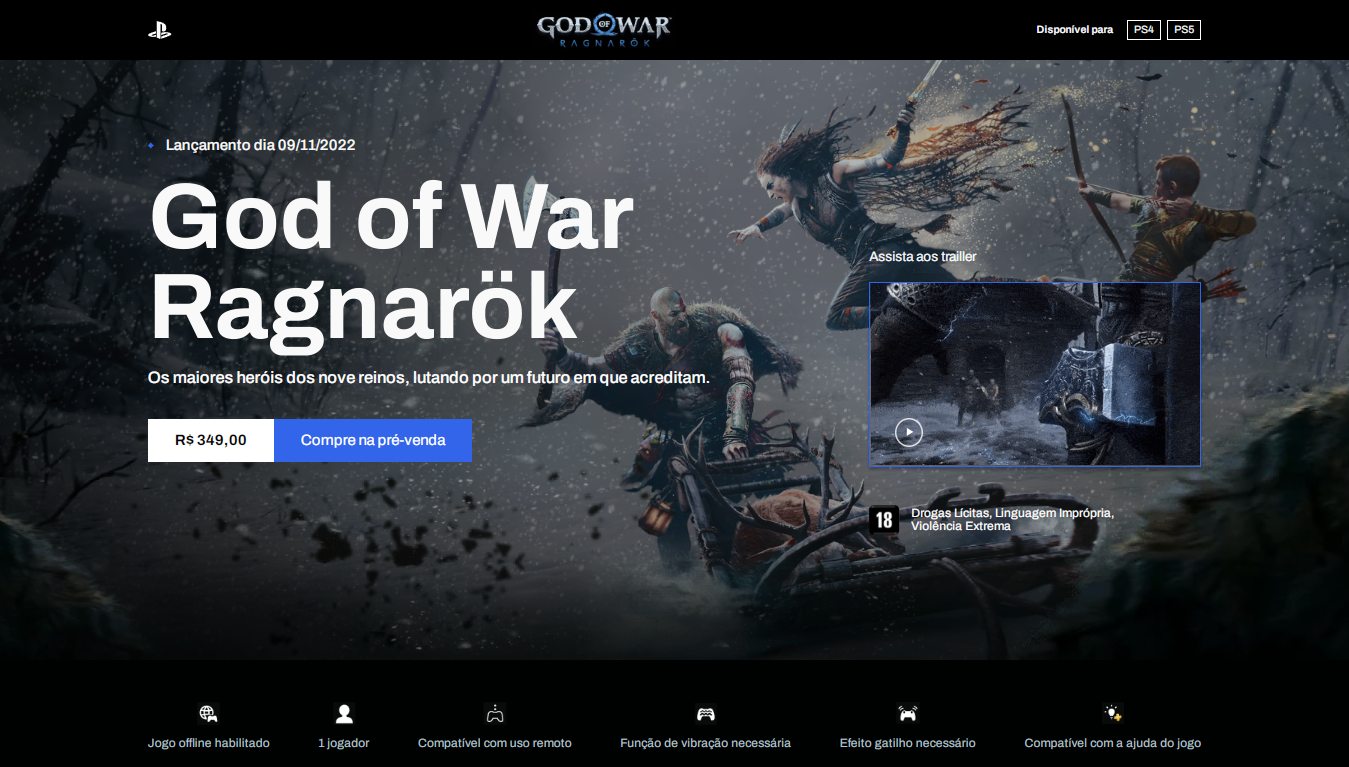 GOD OF WAR
RAGNARÖK
Disponível para PS4 PS5
Lançamento dia 09/11/2022
God of War
Ragnarök
Os maiores heróis dos nove reinos, lutando por um futuro em que acreditam.
R$ 349,00 Compre na pré-venda
Assista aos trailler
18 Drogas Lícitas, Linguagem Imprópria,
Violência Extrema
Jogo offline habilitado
1 jogador
Compatível com uso remoto
Função de vibração necessária
Efeito gatilho necessário
Compatível com a ajuda do jogo